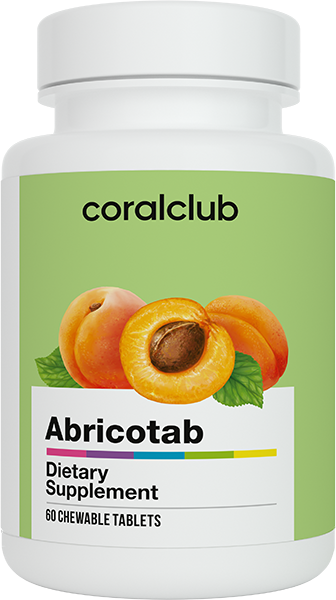 coralclub
Abricotab
Dietary
Supplement
60 CHEWABLE TABLETS